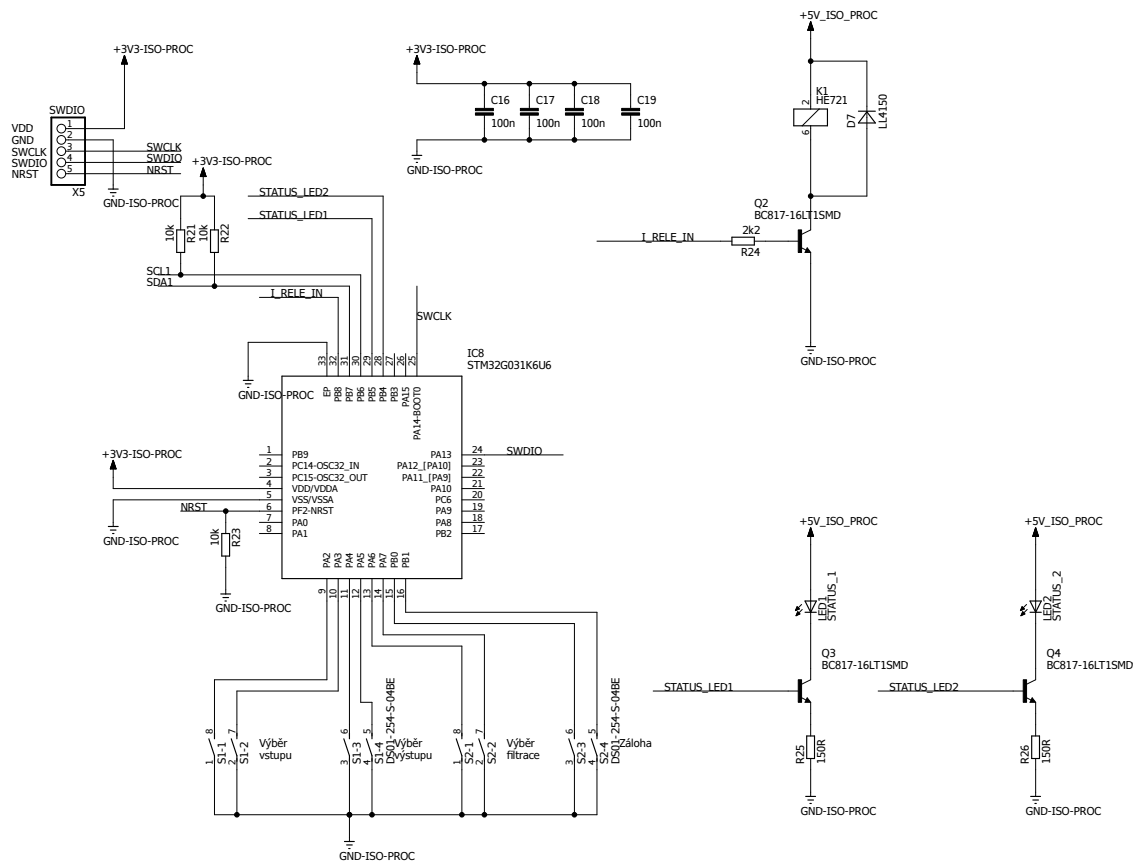 +5V_ISO_PROC
+3V3-ISO-PROC
+3V3-ISO-PROC
K1
HE721
2
6
D7
LL4150
C16
100n
C17
100n
C18
100n
C19
100n
GND-ISO-PROC
SWDIO
VDD 1
GND 2
SWCLK 3 SWCLK
SWDIO 4 SWDIO
NRST 5 NRST
X5
GND-ISO-PROC
+3V3-ISO-PROC
STATUS_LED2
STATUS_LED1
10k
R21
10k
R22
SCL1
SDA1
I_RELE_IN
SWCLK
Q2
BC817-16LT1SMD
I_RELE_IN
2k2
R24
GND-ISO-PROC
IC8
STM32G031K6U6
GND-ISO-PROC
33 32 31 30 29 28 27 26 25
EP PB8 PB7 PB6 PB5 PB4 PB3 PA15 PA14-BOOT0
1 PB9
2 PC14-OSC32_IN
3 PC15-OSC32_OUT
4 VDD/VDDA
5 VSS/VSSA
6 PF2-NRST
7 PA0
8 PA1
PA13 24 SWDIO
PA12_[PA10] 23
PA11_[PA9] 22
PA10 21
PC6 20
PA9 19
PA8 18
PB2 17
+3V3-ISO-PROC
NRST
GND-ISO-PROC
10k
R23
GND-ISO-PROC
PA2 PA3 PA4 PA5 PA6 PA7 PB0 PB1
9 10 11 12 13 14 15 16
8 7 6 5 8 7 6 5
S1-1
S1-2
Výběr
vstupu
S1-3
S1-4
DS01-254-S-04BE
Výběr
výstupu
S2-1
S2-2
Výběr
filtrace
S2-3
S2-4
DS01-254-S-04BE
Záloha
1 2 3 4 1 2 3 4
GND-ISO-PROC
+5V_ISO_PROC
LED1
STATUS_1
Q3
BC817-16LT1SMD
STATUS_LED1
R25
150R
GND-ISO-PROC
+5V_ISO_PROC
LED2
STATUS_2
Q4
BC817-16LT1SMD
STATUS_LED2
R26
150R
GND-ISO-PROC